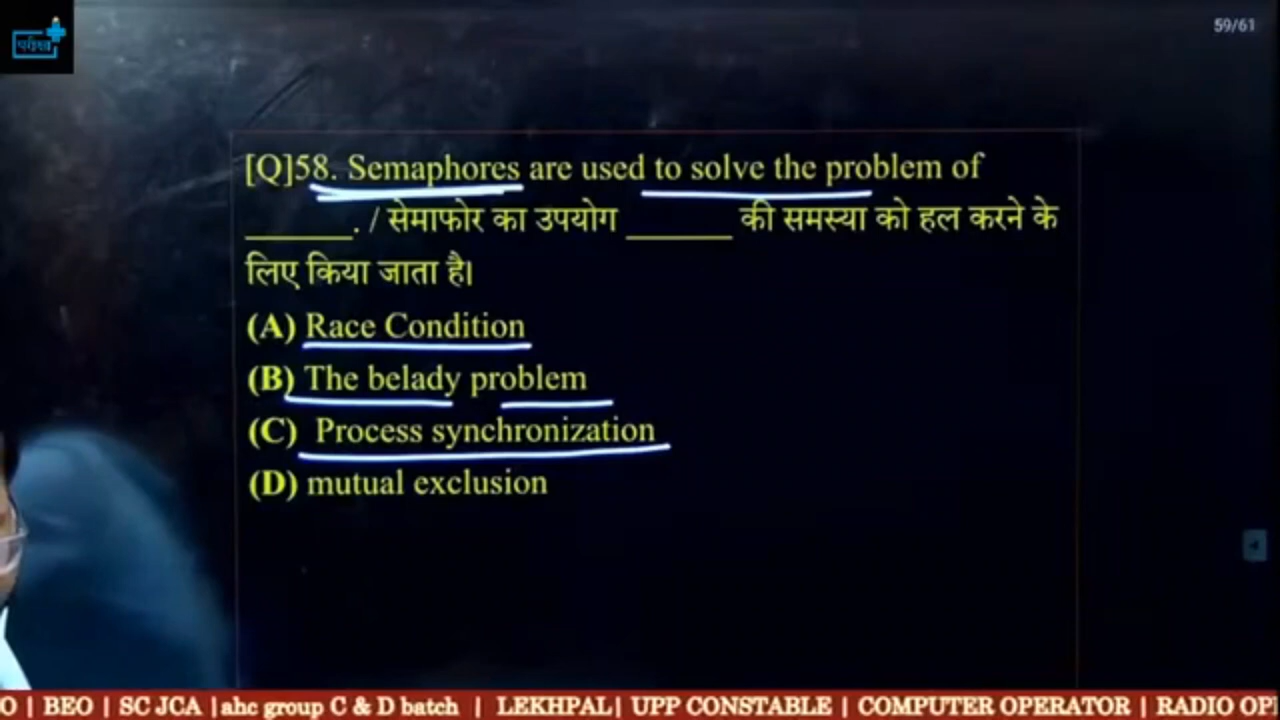 परीक्षा
59/61
[Q]58. Semaphores are used to solve the problem of
______. / सेमाफोर का उपयोग ______ की समस्या को हल करने के
लिए किया जाता है।
(A) Race Condition
(B) The belady problem
(C) Process synchronization
(D) mutual exclusion
O | BEO | SC JCA | ahc group C & D batch | LEKHPAL| UPP CONSTABLE | COMPUTER OPERATOR | RADIO OP